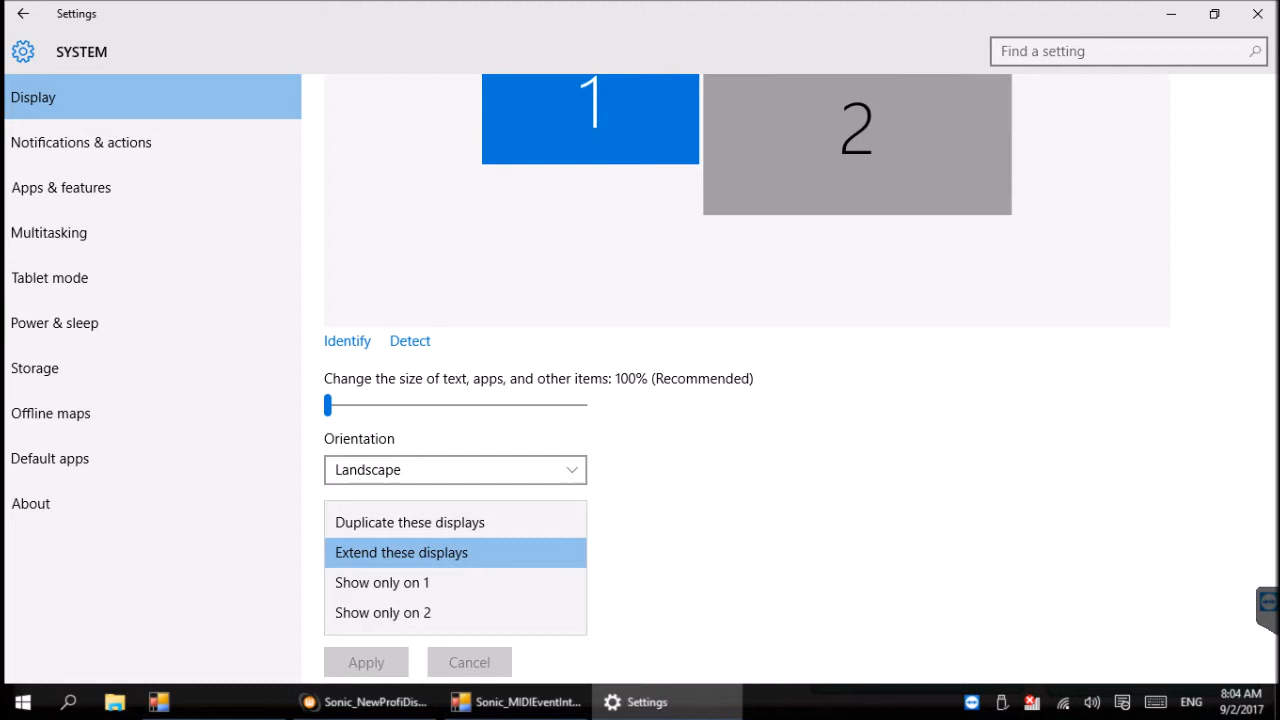 Settings
SYSTEM
Find a setting
Display
Notifications & actions
Apps & features
Multitasking
Tablet mode
Power & sleep
Storage
Offline maps
Default apps
About
1
2
Identify Detect
Change the size of text, apps, and other items: 100% (Recommended)
Orientation
Landscape
Duplicate these displays
Extend these displays
Show only on 1
Show only on 2
Apply Cancel
Sonic_NewProfiDis... Sonic_MIDIEventInt... Settings
ENG
8:04 AM
9/2/2017